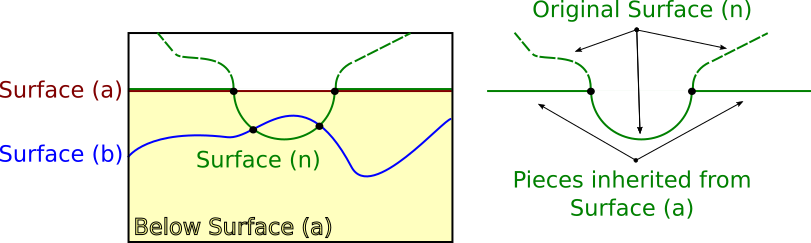 Original Surface (n)
Surface (a)
Surface (b)
Surface (n)
Below Surface (a)
Pieces inherited from
Surface (a)